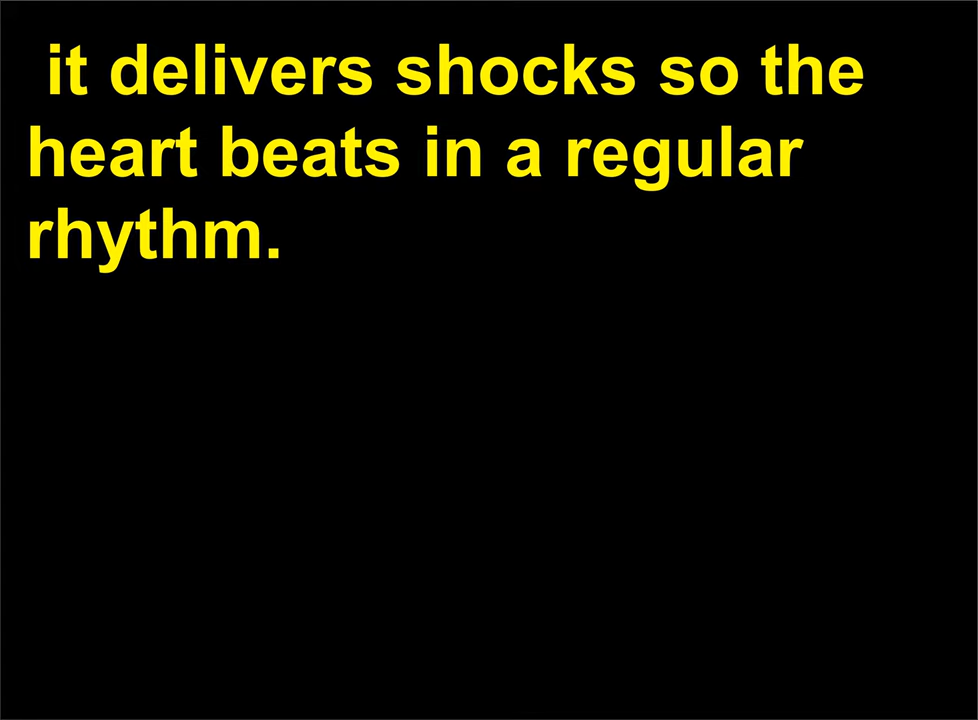 it delivers shocks so the
heart beats in a regular
rhythm.